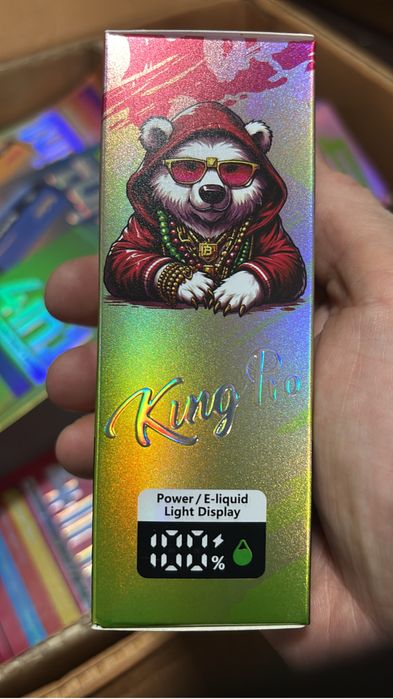 B
King Pro
Power / E-liquid
Light Display
100%